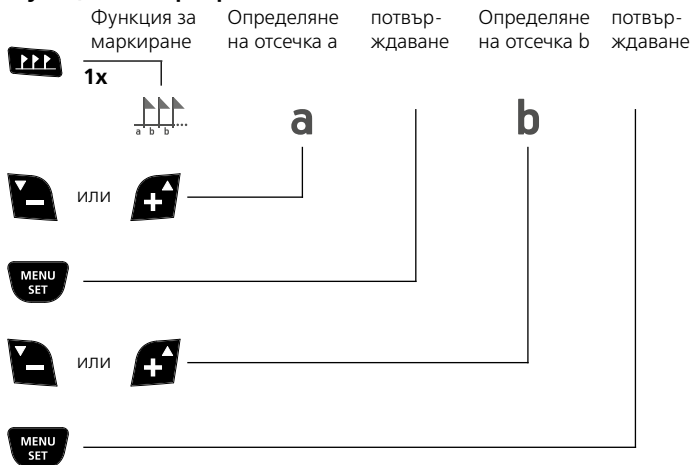 Функция за маркиране
Определяне на отсечка a
потвър-
ждаване
Определяне на отсечка b
потвър-
ждаване
1x
a b b ...
a
b
или
MENU
SET
или
MENU
SET